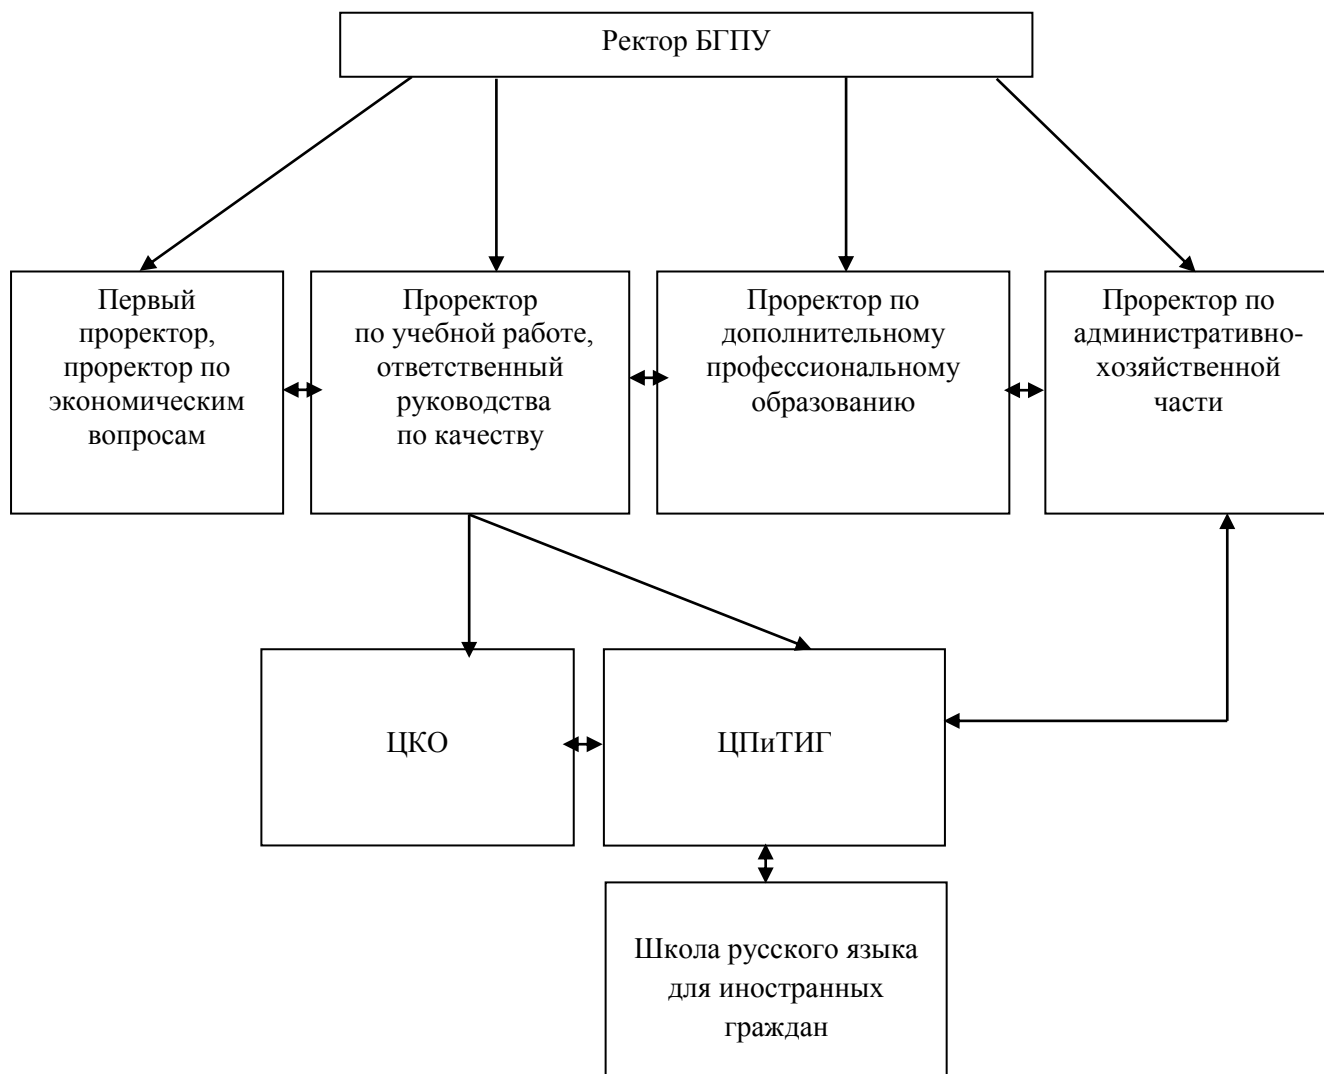 Ректор БГПУ
Первый
проректор,
проректор по
экономическим
вопросам
Проректор
по учебной работе,
ответственный
руководства
по качеству
Проректор по
дополнительному
профессиональному
образованию
Проректор по
административно-
хозяйственной
части
ЦКО
ЦПиТИГ
Школа русского языка
для иностранных
граждан